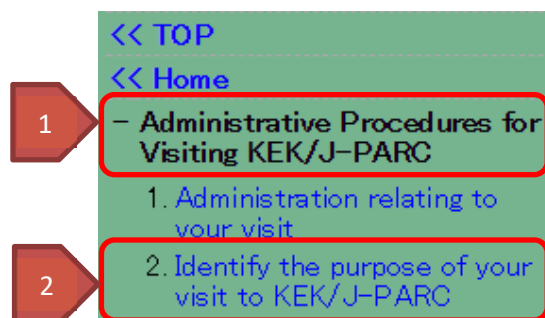 << TOP
<< Home
1
- Administrative Procedures for
Visiting KEK/J-PARC
1. Administration relating to
your visit
2
2. Identify the purpose of your
visit to KEK/J-PARC